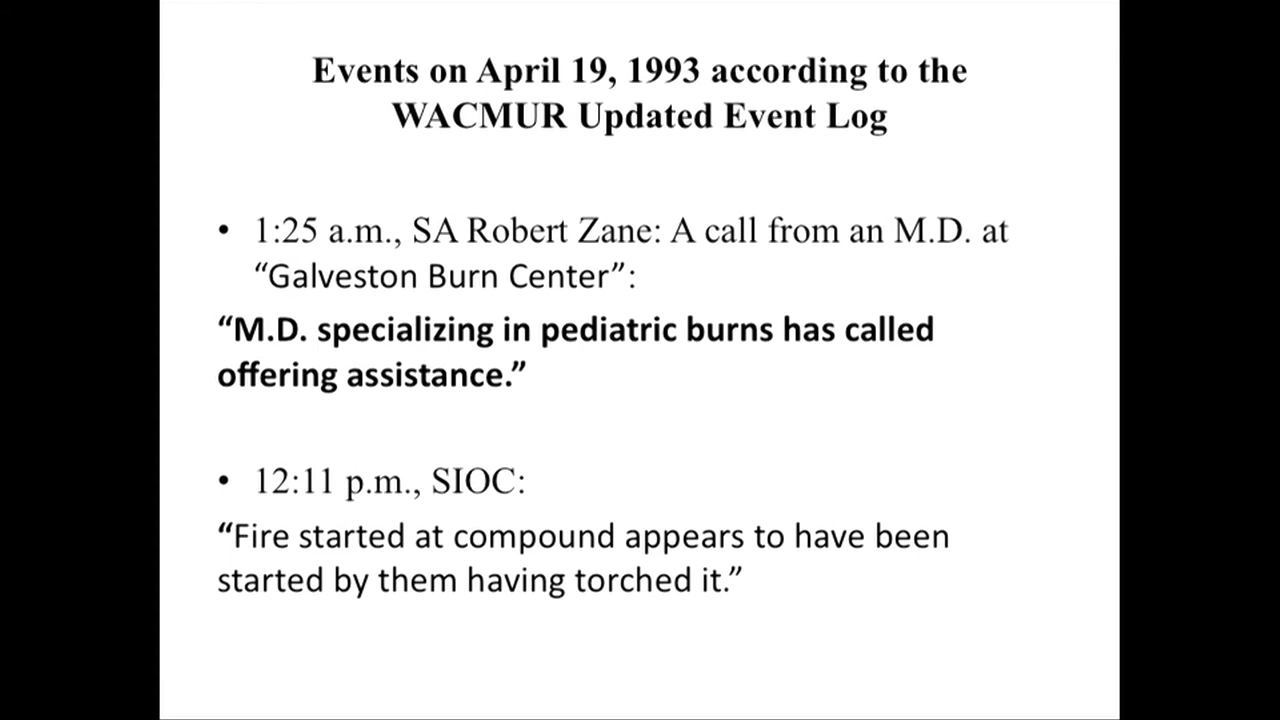 Events on April 19, 1993 according to the
WACMUR Updated Event Log
• 1:25 a.m., SA Robert Zane: A call from an M.D. at
“Galveston Burn Center”:
“M.D. specializing in pediatric burns has called
offering assistance.”
• 12:11 p.m., SIOC:
“Fire started at compound appears to have been
started by them having torched it.”